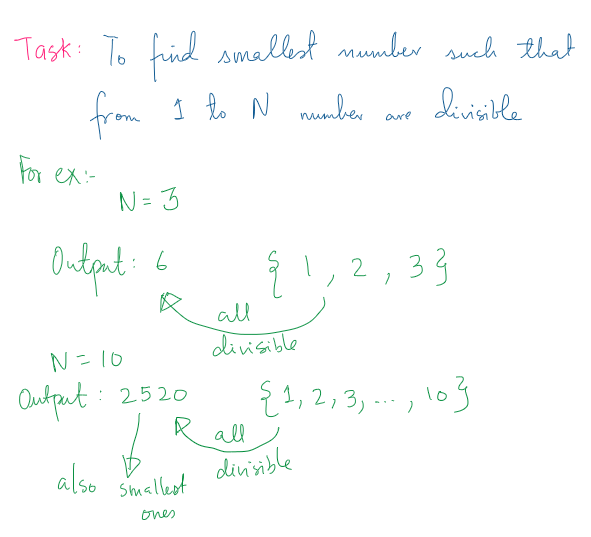 Task: To find smallest number such that
from 1 to N number are divisible
For ex:-
N = 3
Output: 6 { 1 , 2 , 3 }
all
divisible
N = 10
Output: 2520 { 1, 2, 3, ... , 10 }
all
divisible
also smallest
ones